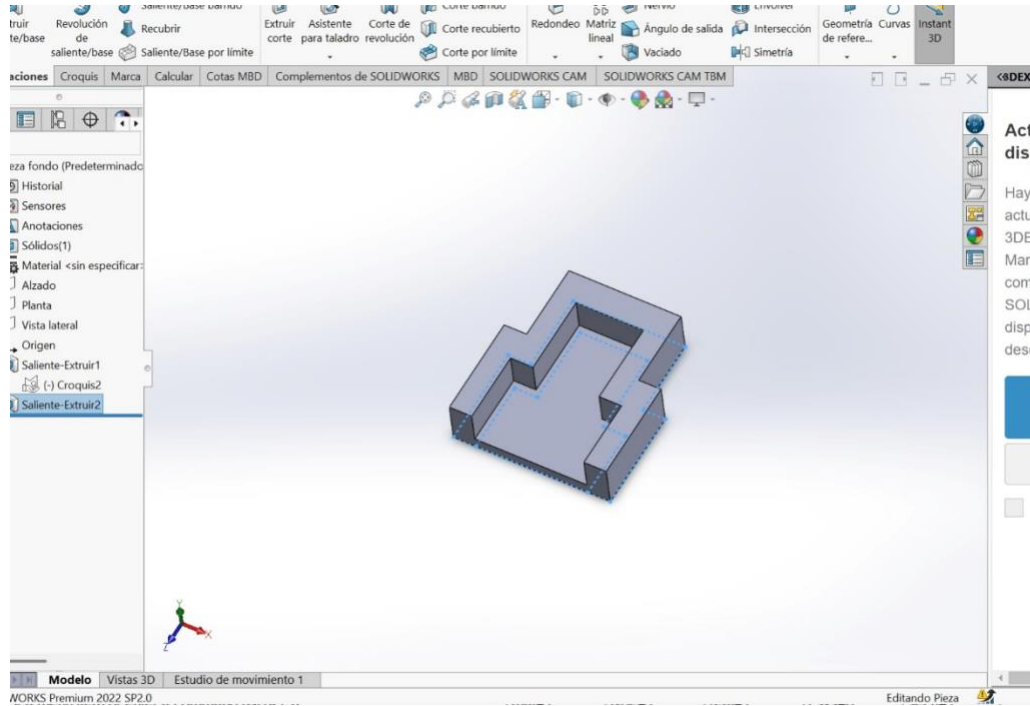 truir Revolución Recubrir Extruir Asistente Corte de Corte recubierto Redondeo Matriz Ángulo de salida Intersección Geometría Curvas Instant
te/base de corte para taladro revolución lineal de refere... 3D
saliente/base Saliente/Base por límite Corte por límite Vaciado Simetría
aciones Croquis Marca Calcular Cotas MBD Complementos de SOLIDWORKS MBD SOLIDWORKS CAM SOLIDWORKS CAM TBM
<3DEX
Act
dis
eza fondo (Predeterminado
Historial
Sensores
Anotaciones
Sólidos(1)
Material <sin especificar>
Alzado
Planta
Vista lateral
Origen
Saliente-Extruir1
(-) Croquis2
Saliente-Extruir2
Hay
actu
3DE
Mar
com
SOL
disp
des
Y
X
Z
Modelo Vistas 3D Estudio de movimiento 1
WORKS Premium 2022 SP2.0 Editando Pieza